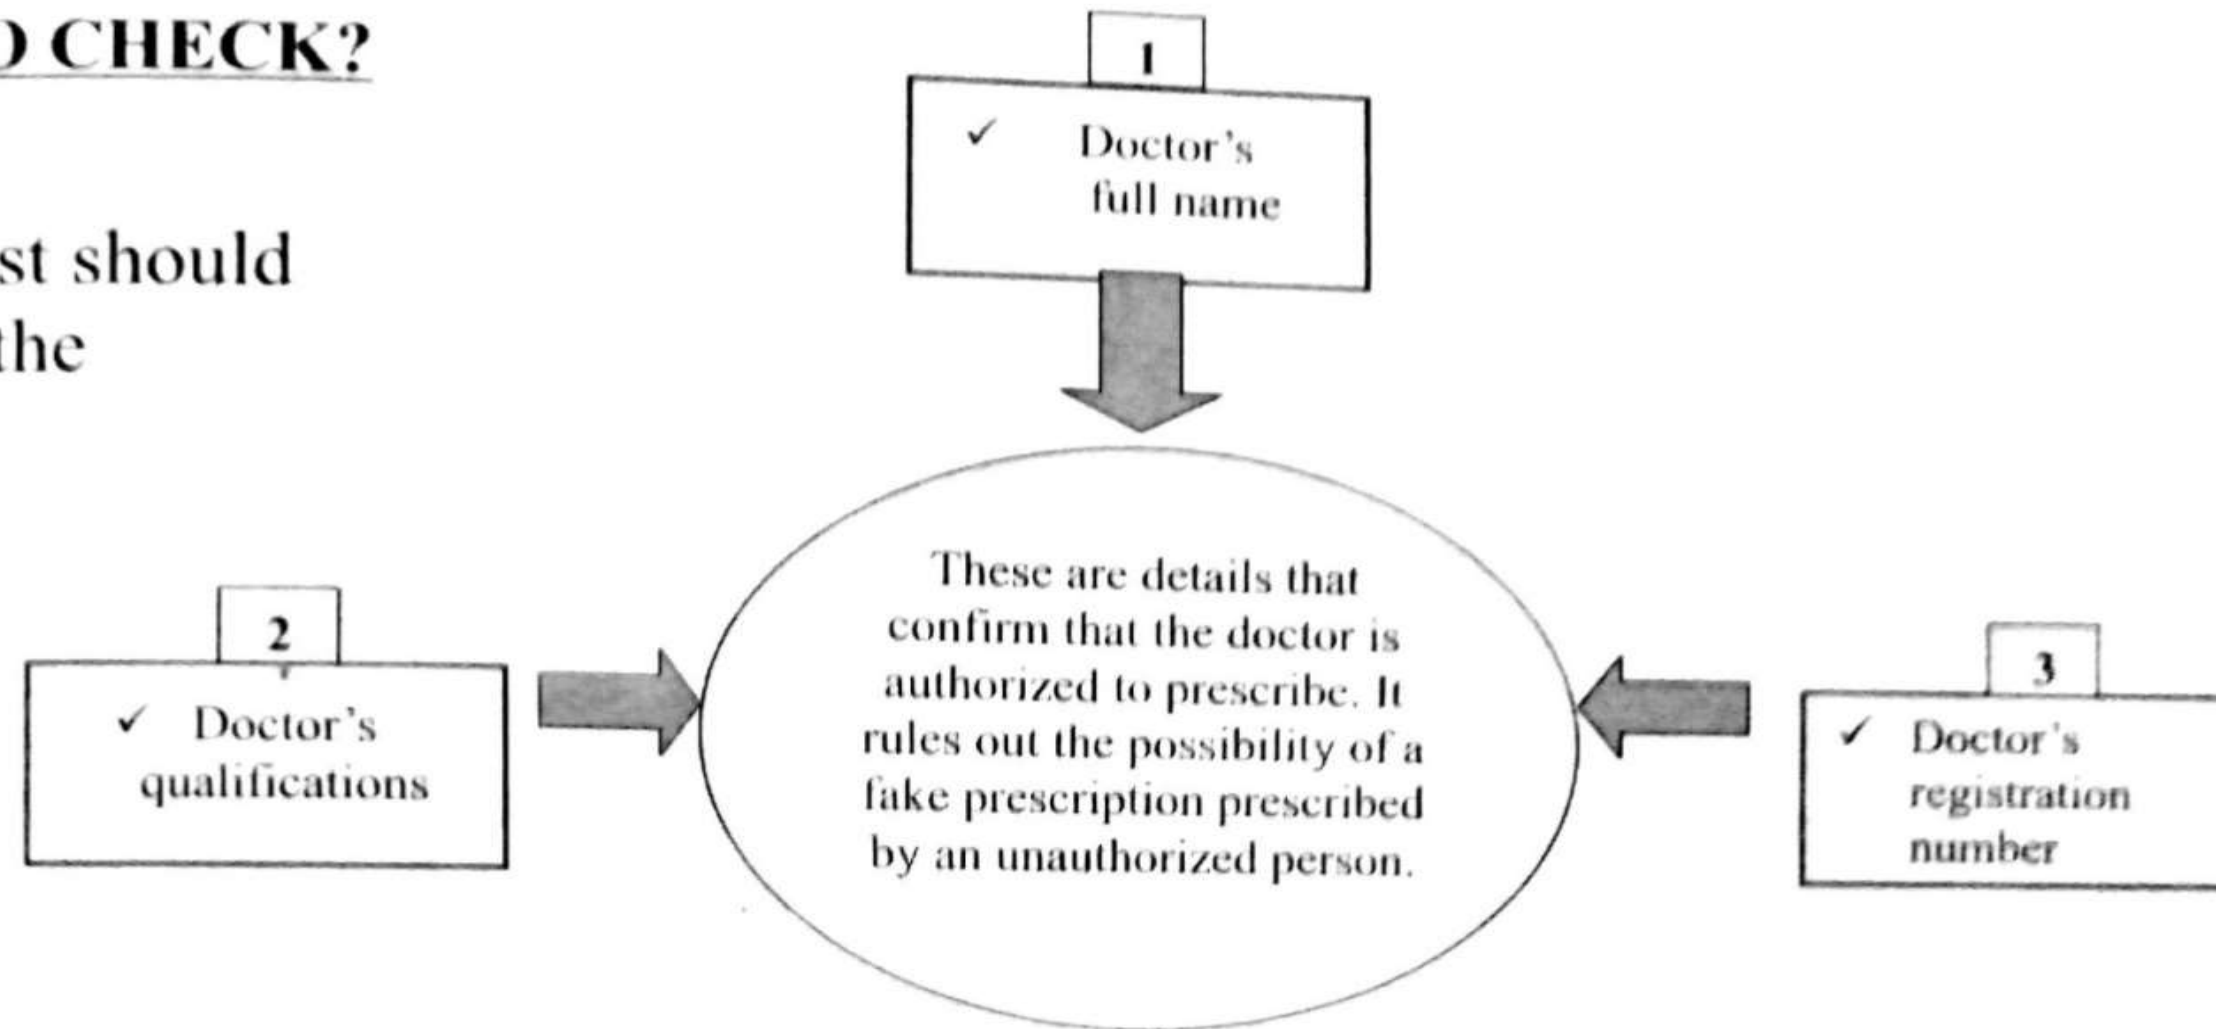 ) CHECK?
st should
the
1
✓ Doctor's
full name
2
✓ Doctor's
qualifications
These are details that
confirm that the doctor is
authorized to prescribe. It
rules out the possibility of a
fake prescription prescribed
by an unauthorized person.
3
✓ Doctor's
registration
number